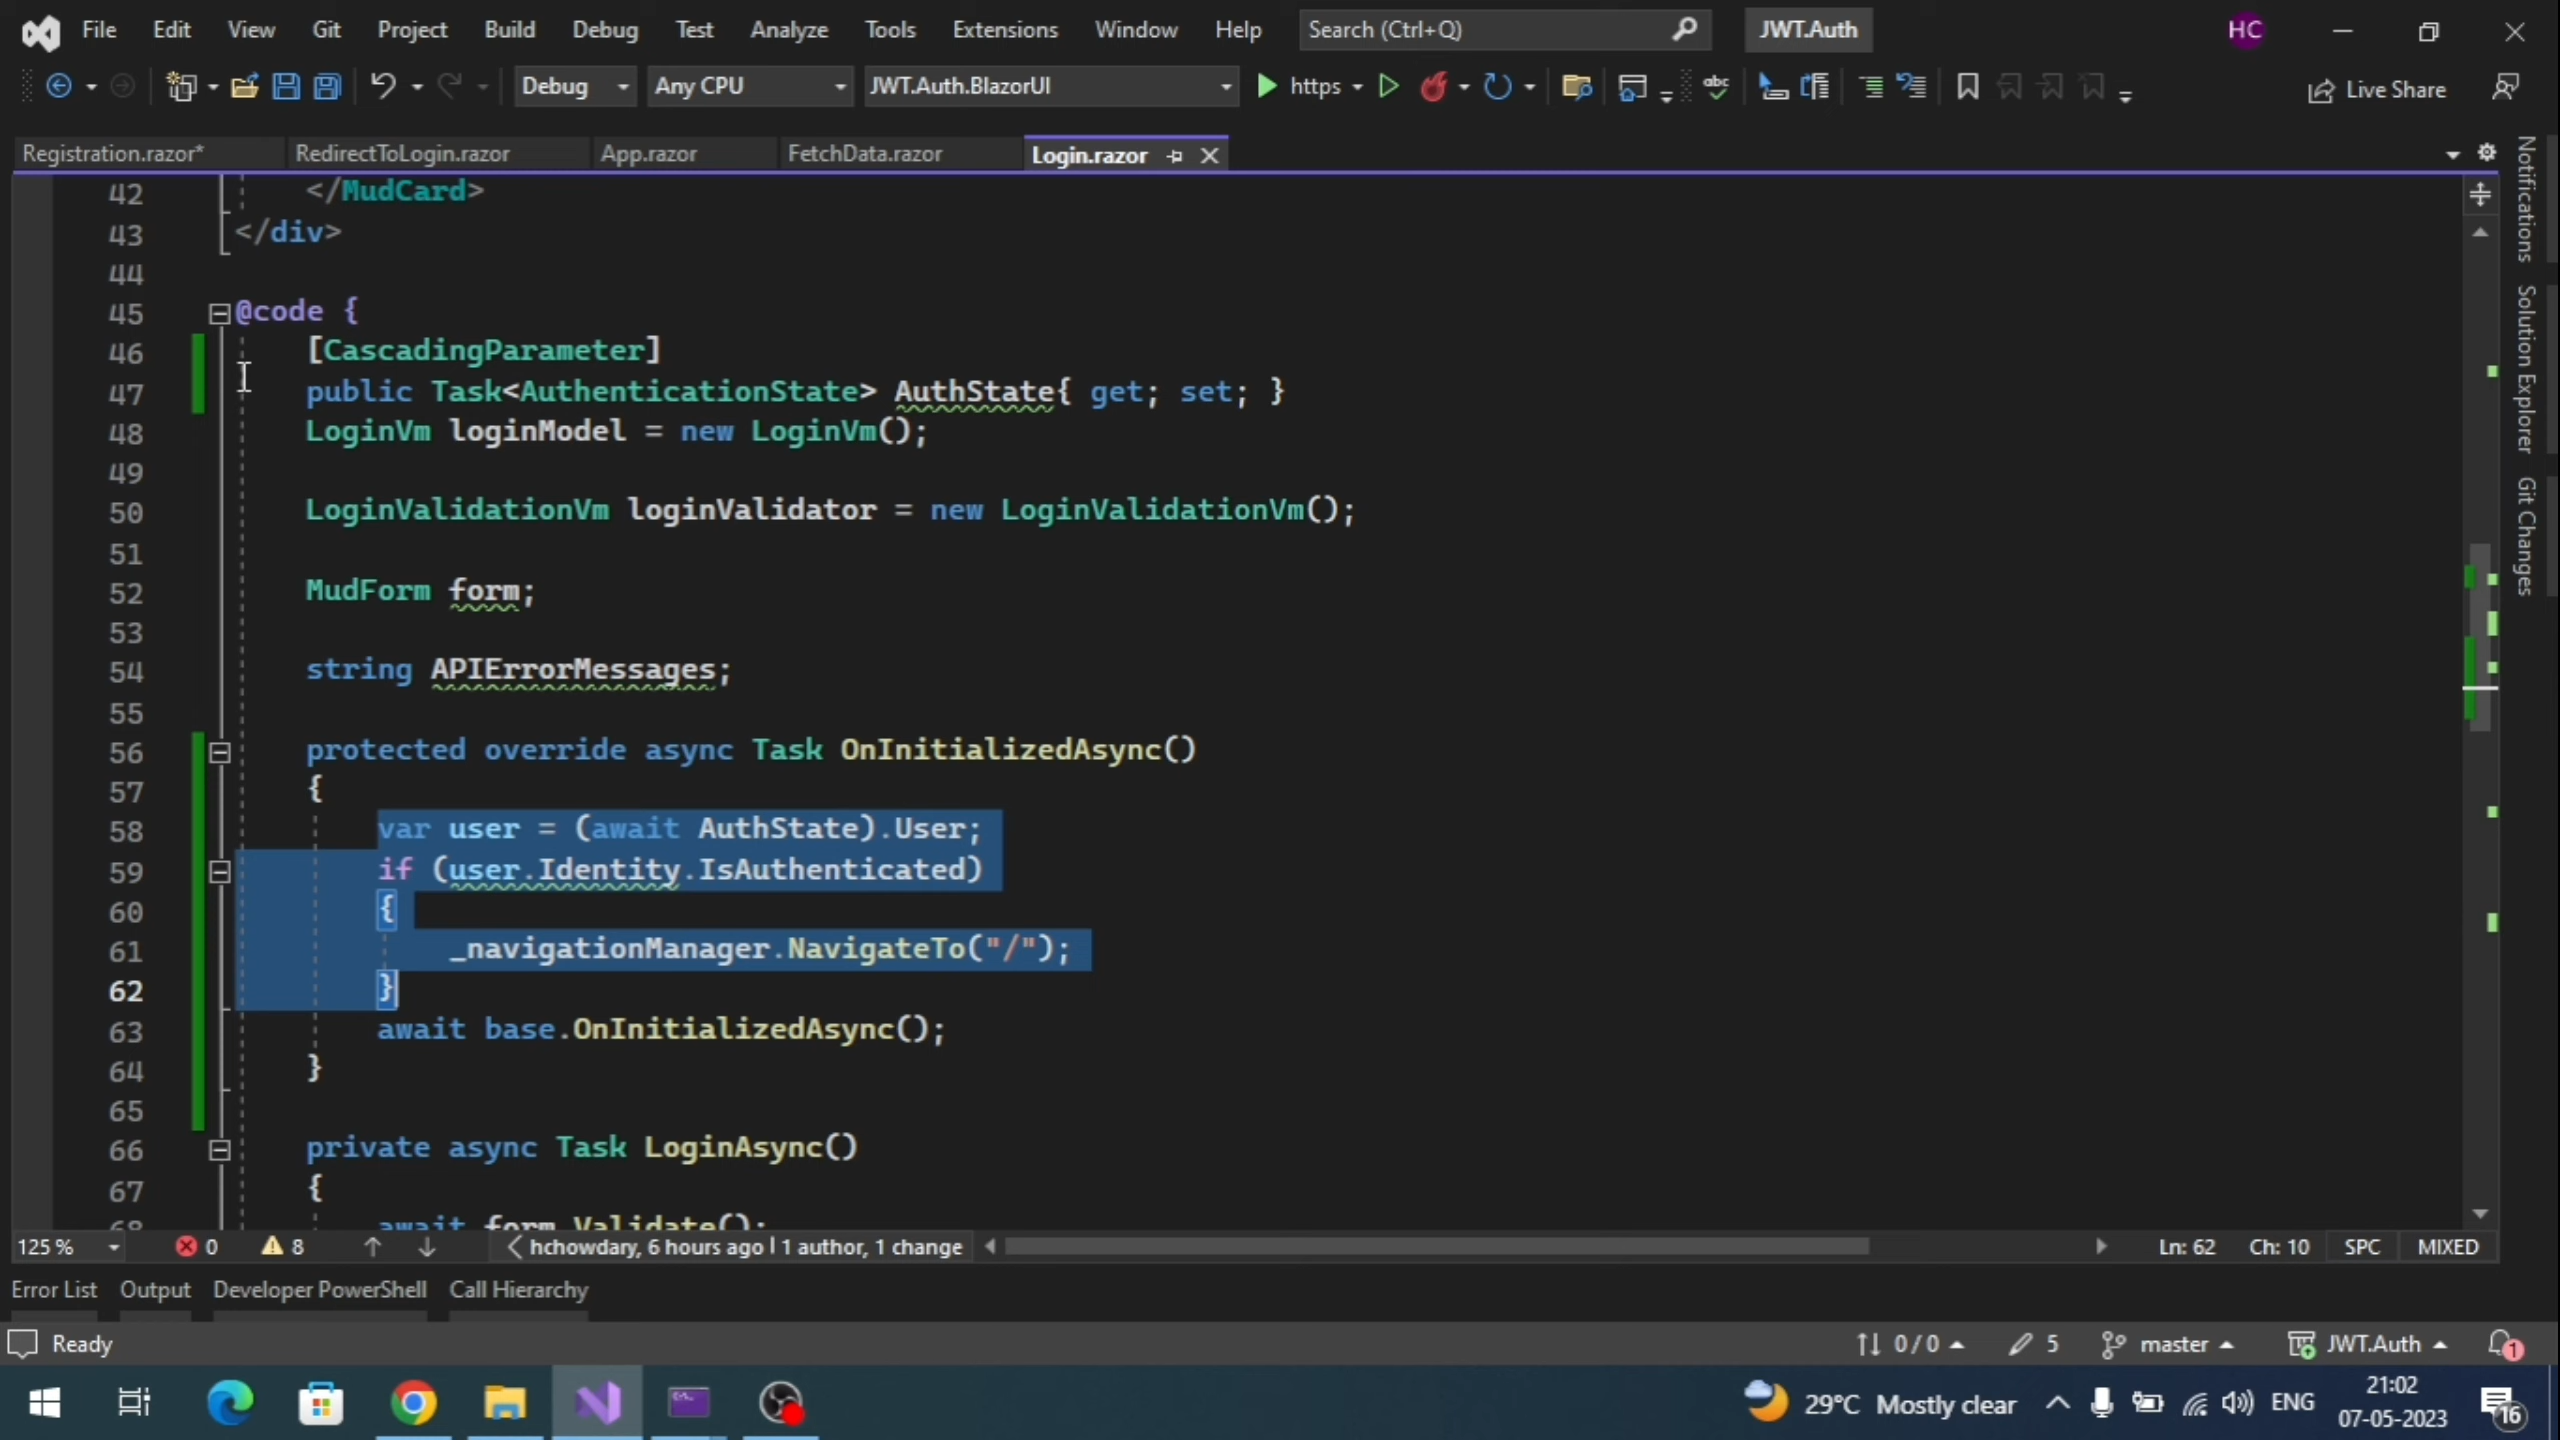 File Edit View Git Project Build Debug Test Analyze Tools Extensions Window Help Search (Ctrl+Q) JWT.Auth HC
Debug Any CPU JWT.Auth.BlazorUI https abc Live Share
Registration.razor* RedirectToLogin.razor App.razor FetchData.razor Login.razor
42 </MudCard>
43 </div>
44
45 @code {
46 [CascadingParameter]
47 public Task<AuthenticationState> AuthState{ get; set; }
48 LoginVm loginModel = new LoginVm();
49
50 LoginValidationVm loginValidator = new LoginValidationVm();
51
52 MudForm form;
53
54 string APIErrorMessages;
55
56 protected override async Task OnInitializedAsync()
57 {
58 var user = (await AuthState).User;
59 if (user.Identity.IsAuthenticated)
60 {
61 _navigationManager.NavigateTo("/");
62 }
63 await base.OnInitializedAsync();
64 }
65
66 private async Task LoginAsync()
67 {
68 await form.Validate();
Notifications
Solution Explorer
Git Changes
125 % 0 8 hchowdary, 6 hours ago | 1 author, 1 change Ln: 62 Ch: 10 SPC MIXED
Error List Output Developer PowerShell Call Hierarchy
Ready 0 / 0 5 master JWT.Auth 1
29°C Mostly clear ENG 21:02
07-05-2023 16